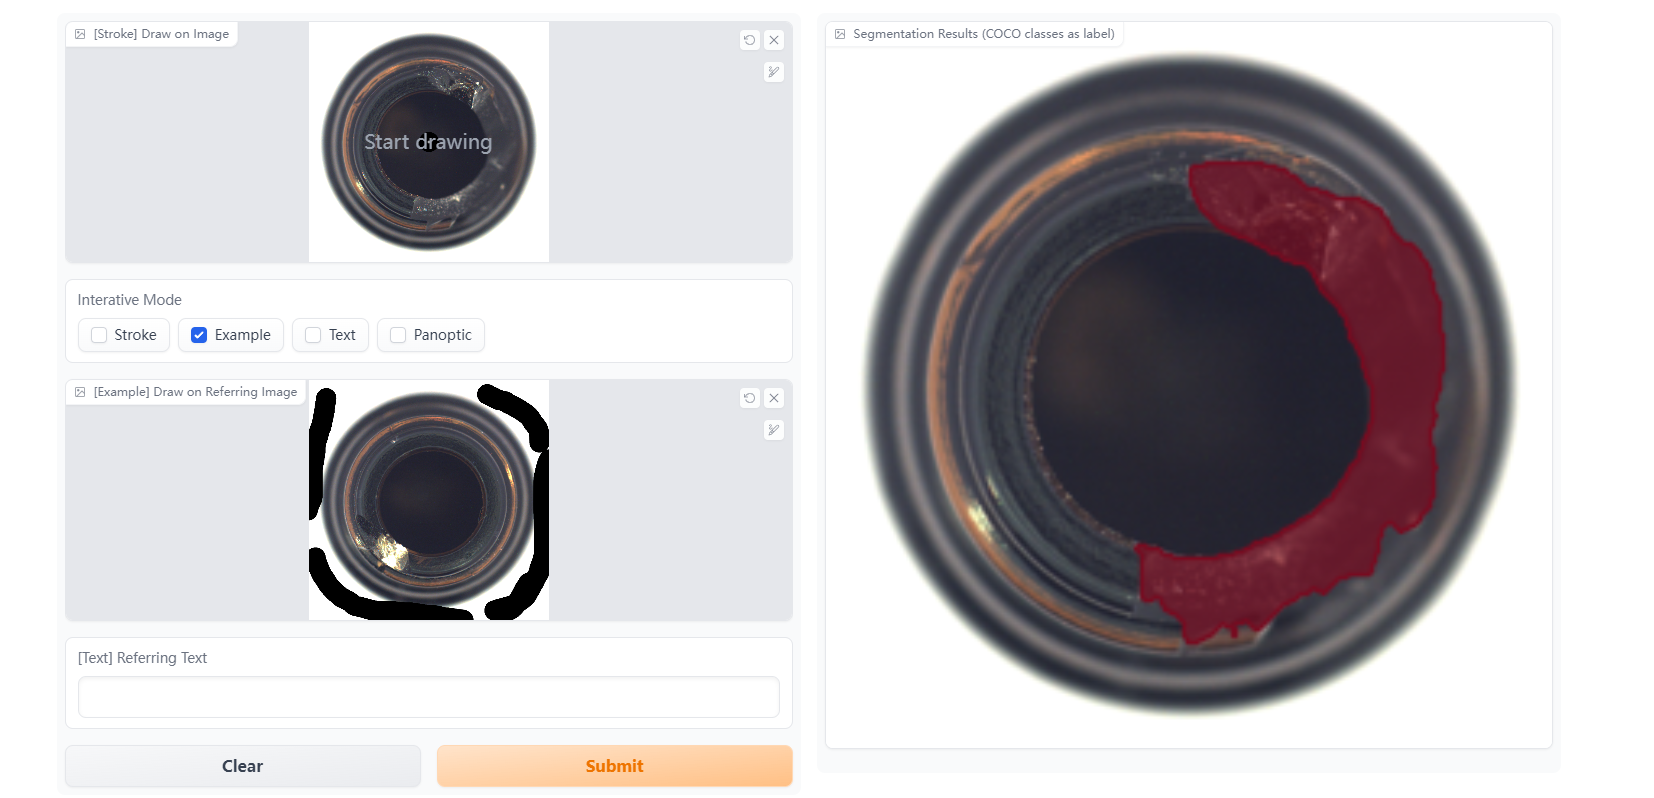 [Stroke] Draw on Image
Start drawing
Interative Mode
Stroke
Example
Text
Panoptic
[Example] Draw on Referring Image
[Text] Referring Text
Clear
Submit
Segmentation Results (COCO classes as label)